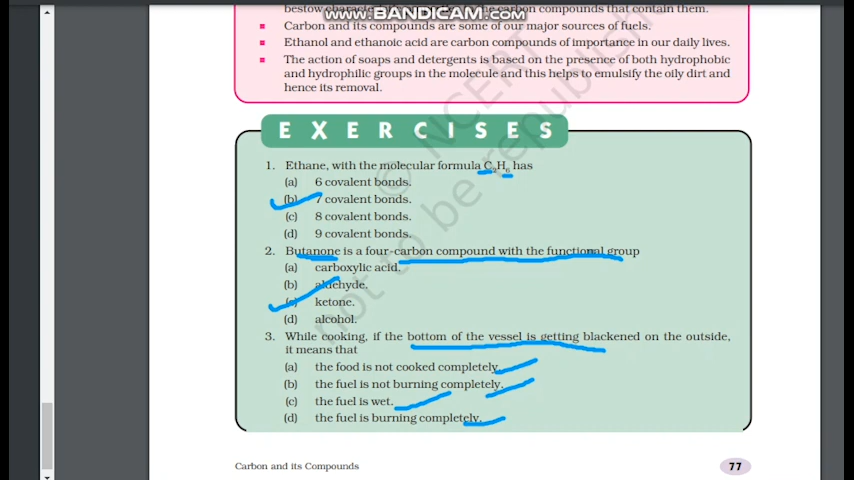 www.BANDICAM.com
carbon compounds that contain them.
Carbon and its compounds are some of our major sources of fuels.
Ethanol and ethanoic acid are carbon compounds of importance in our daily lives.
The action of soaps and detergents is based on the presence of both hydrophobic
and hydrophilic groups in the molecule and this helps to emulsify the oily dirt and
hence its removal.
EXERCISES
1. Ethane, with the molecular formula C₂H₆ has
(a) 6 covalent bonds.
(b) 7 covalent bonds.
(c) 8 covalent bonds.
(d) 9 covalent bonds.
2. Butanone is a four-carbon compound with the functional group
(a) carboxylic acid.
(b) aldehyde.
(c) ketone.
(d) alcohol.
3. While cooking, if the bottom of the vessel is getting blackened on the outside,
it means that
(a) the food is not cooked completely.
(b) the fuel is not burning completely.
(c) the fuel is wet.
(d) the fuel is burning completely.
© NCERT
not to be republish
Carbon and its Compounds
77